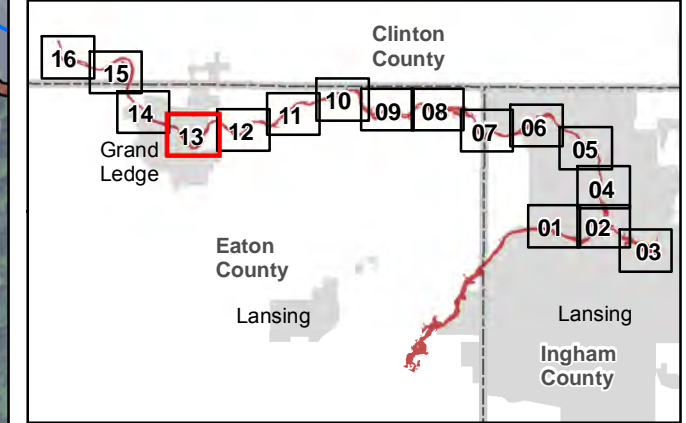 Clinton
County
16
15
14
13
12
11
10
09
08
07
06
05
04
01
02
03
Grand
Ledge
Eaton
County
Lansing
Lansing
Ingham
County